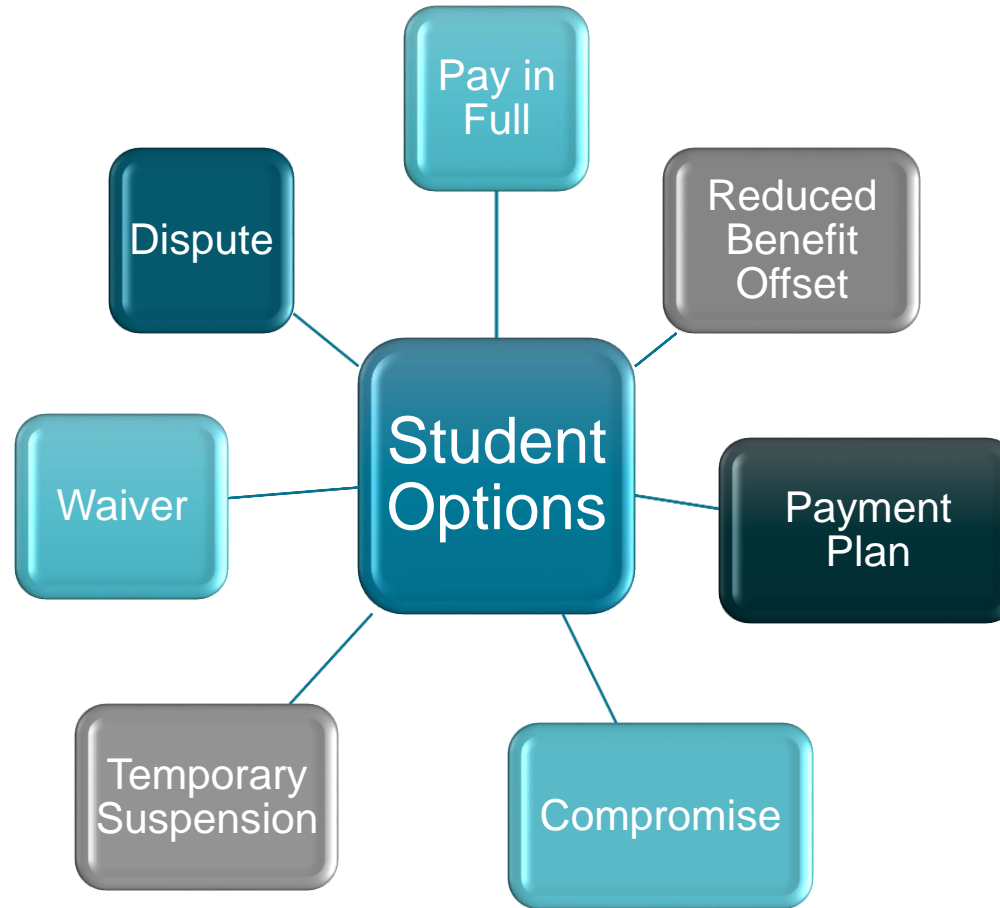 Pay in
Full
Reduced
Benefit
Offset
Dispute
Student
Options
Payment
Plan
Waiver
Temporary
Suspension
Compromise